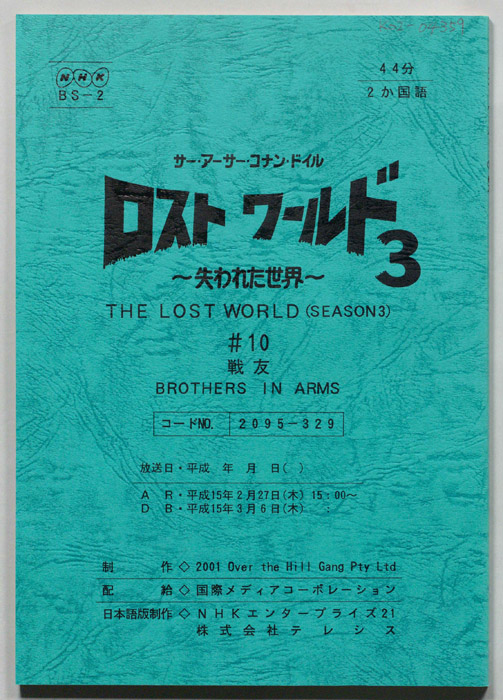 NHK
BS-2
44分
2か国語
サー・アーサー・コナン・ドイル
ロスト ワールド3
～失われた世界～
THE LOST WORLD (SEASON3)
#10
戦友
BROTHERS IN ARMS
コードNO. 2095-329
放送日・平成 年 月 日( )
A R・平成15年2月27日(木) 15:00～
D B・平成15年3月6日(木) :
制作◇2001 Over the Hill Gang Pty Ltd
配給◇国際メディアコーポレーション
日本語版制作◇NHKエンタープライズ21
株式会社テレシス